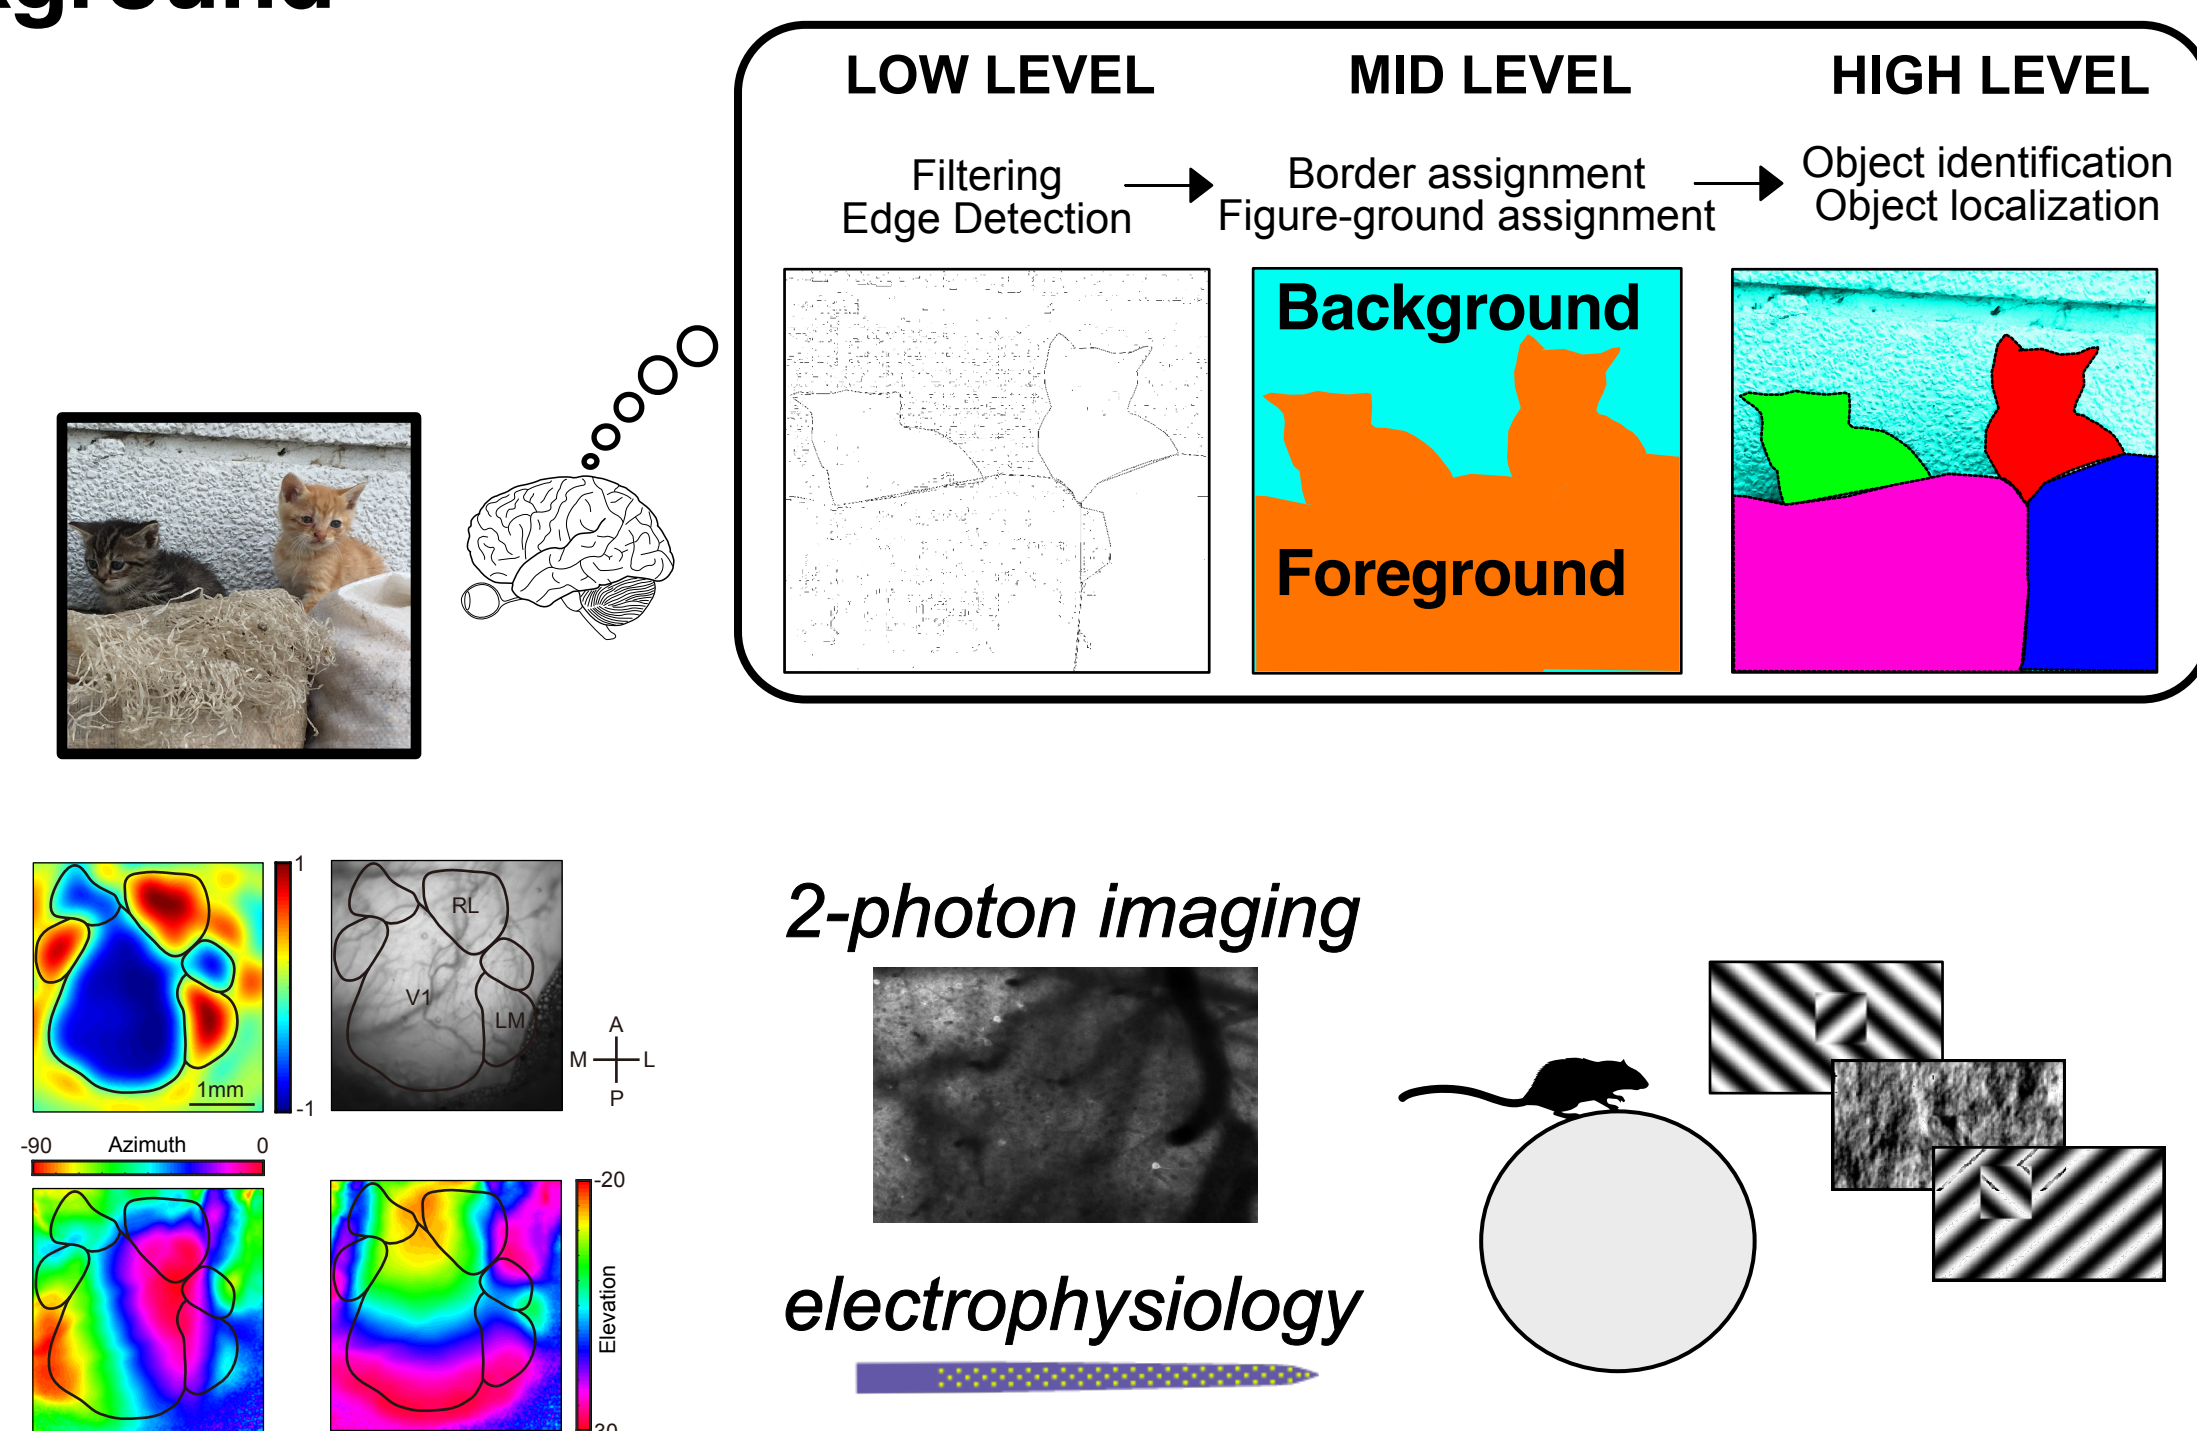 LOW LEVEL
MID LEVEL
HIGH LEVEL
Filtering
Edge Detection
Border assignment
Figure-ground assignment
Object identification
Object localization
Background
Foreground
1
-1
1mm
RL
V1
LM
A
M
L
P
2-photon imaging
-90
Azimuth
0
-20
Elevation
electrophysiology